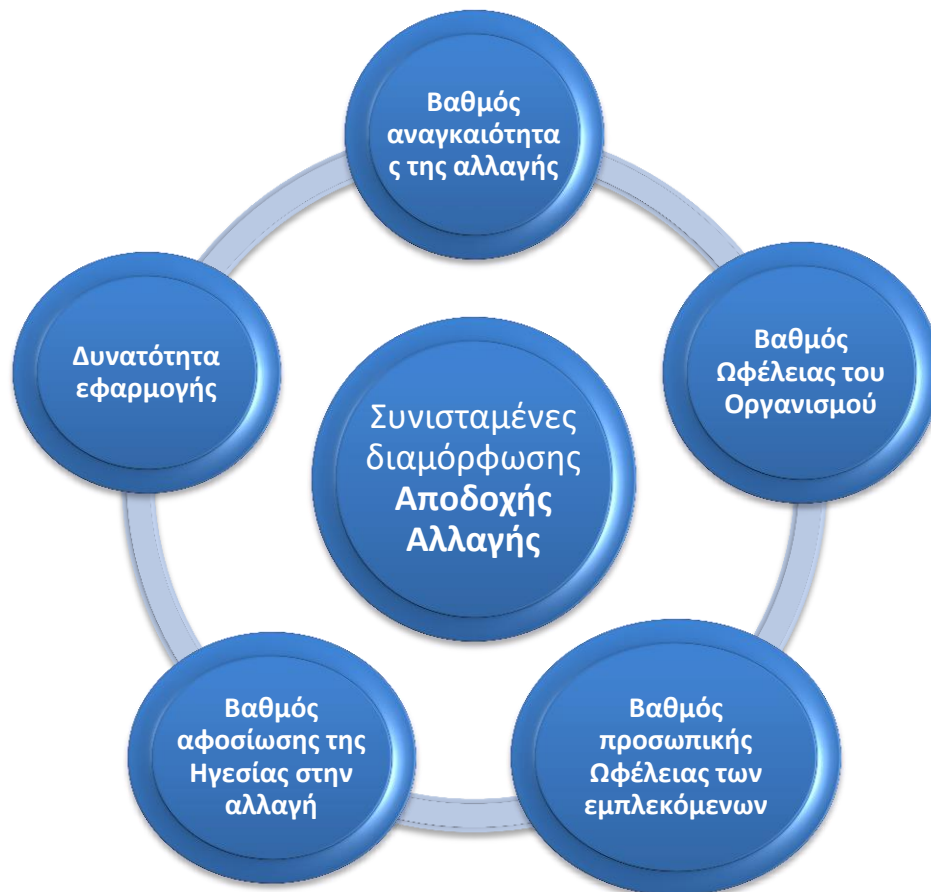 Βαθμός
αναγκαιότητα
ς της αλλαγής
Βαθμός
Ωφέλειας του
Οργανισμού
Βαθμός
προσωπικής
Ωφέλειας των
εμπλεκόμενων
Βαθμός
αφοσίωσης της
Ηγεσίας στην
αλλαγή
Δυνατότητα
εφαρμογής
Συνισταμένες
διαμόρφωσης
Αποδοχής
Αλλαγής